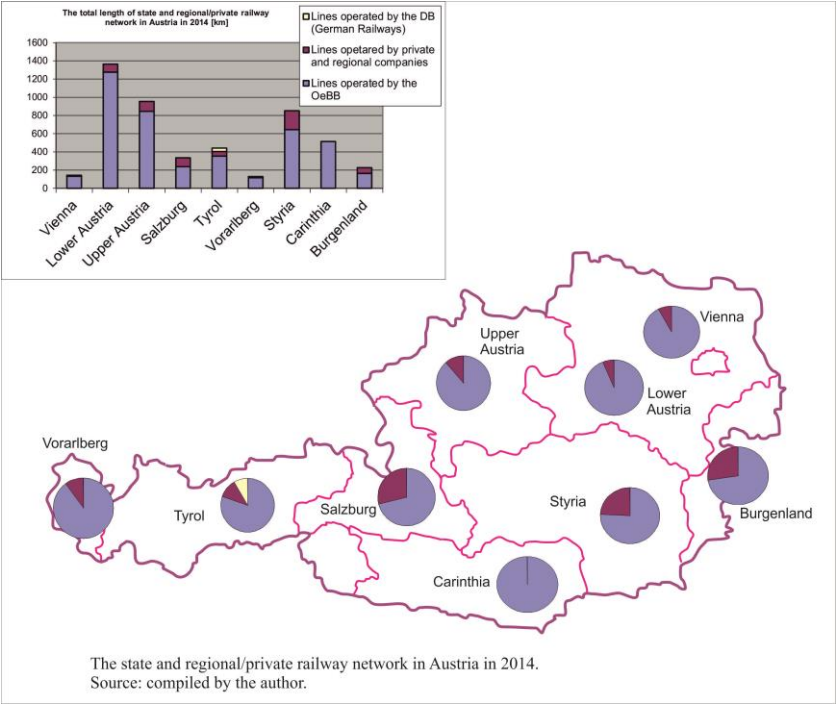 The total length of state and regional/private railway
network in Austria in 2014 [km]
Lines operated by the DB
(German Railways)
Lines opetared by private
and regional companies
Lines operated by the
OeBB
1600
1400
1200
1000
800
600
400
200
0
Vienna
Lower Austria
Upper Austria
Salzburg
Tyrol
Vorarlberg
Styria
Carinthia
Burgenland
Vienna
Upper
Austria
Lower
Austria
Vorarlberg
Tyrol
Salzburg
Styria
Burgenland
Carinthia
The state and regional/private railway network in Austria in 2014.
Source: compiled by the author.